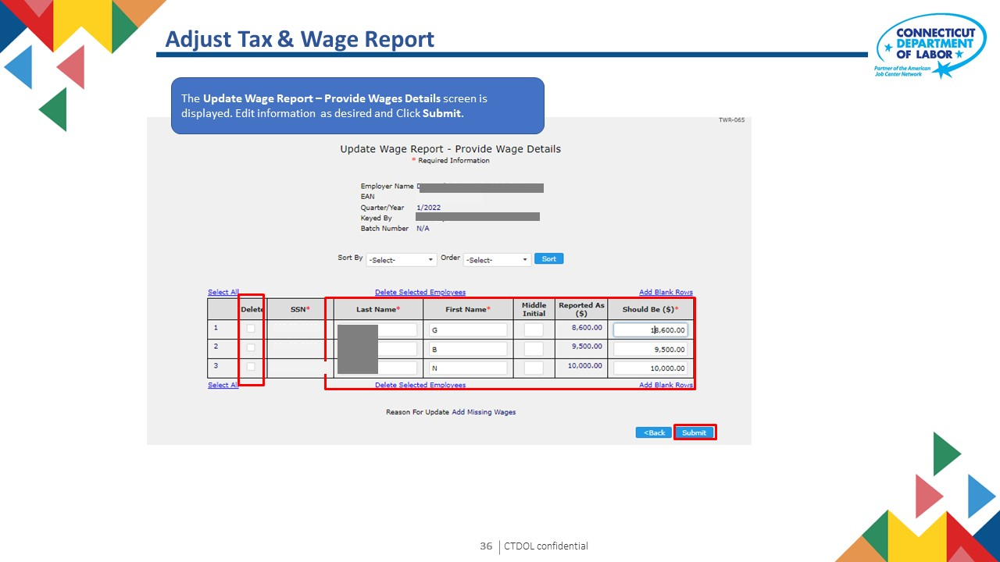 Adjust Tax & Wage Report
CONNECTICUT
DEPARTMENT
OF LABOR
Partner of the American
Job Center Network
The Update Wage Report – Provide Wages Details screen is
displayed. Edit information as desired and Click Submit.
TWR-065
Update Wage Report - Provide Wage Details
* Required Information
Employer Name
EAN
Quarter/Year 1/2022
Keyed By
Batch Number N/A
Sort By -Select- Order -Select- Sort
Select All Delete Selected Employees Add Blank Rows
Delete SSN* Last Name* First Name* Middle Initial Reported As ($) Should Be ($)*
1 G 8,600.00 18,600.00
2 B 9,500.00 9,500.00
3 N 10,000.00 10,000.00
Select All Delete Selected Employees Add Blank Rows
Reason For Update Add Missing Wages
<Back Submit
36 CTDOL confidential